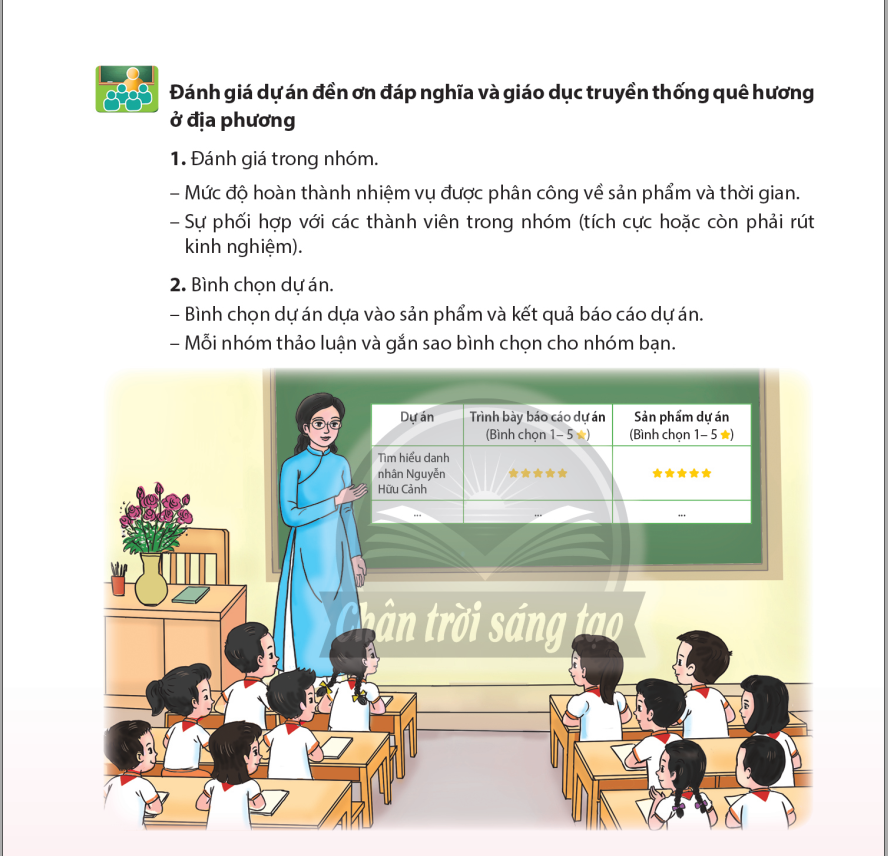 Đánh giá dự án đền ơn đáp nghĩa và giáo dục truyền thống quê hương
ở địa phương
1. Đánh giá trong nhóm.
– Mức độ hoàn thành nhiệm vụ được phân công về sản phẩm và thời gian.
– Sự phối hợp với các thành viên trong nhóm (tích cực hoặc còn phải rút
kinh nghiệm).
2. Bình chọn dự án.
– Bình chọn dự án dựa vào sản phẩm và kết quả báo cáo dự án.
– Mỗi nhóm thảo luận và gắn sao bình chọn cho nhóm bạn.
Dự án Trình bày báo cáo dự án Sản phẩm dự án
(Bình chọn 1– 5 ★) (Bình chọn 1– 5 ★)
Tìm hiểu danh
nhân Nguyễn ★★★★★ ★★★★★
Hữu Cảnh
... ... ...
Chân trời sáng tạo